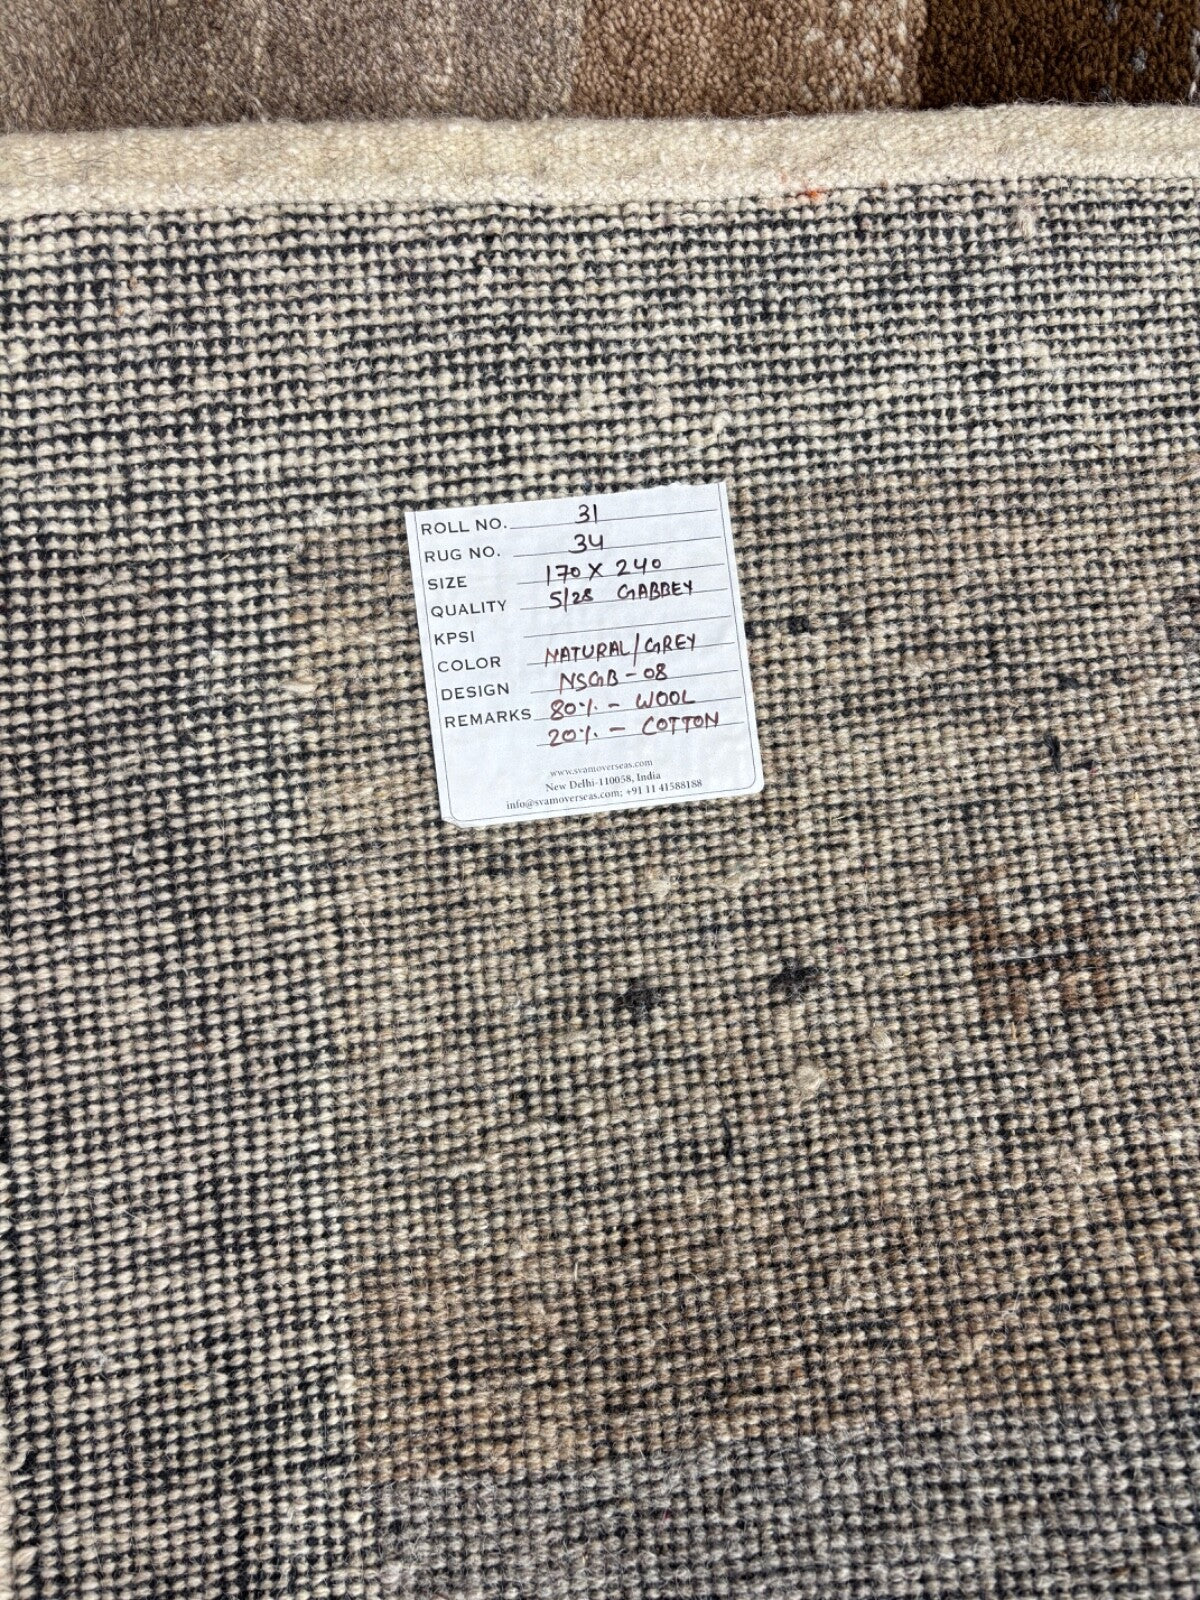 ROLL NO. 31
RUG NO. 34
SIZE 170 X 240
QUALITY 5/28 GABBEY
KPSI
COLOR NATURAL/GREY
DESIGN NSGB-08
REMARKS 80% - WOOL
20% - COTTON
www.svamoverseas.com
New Delhi-110058, India
info@svamoverseas.com; +91 11 41588188